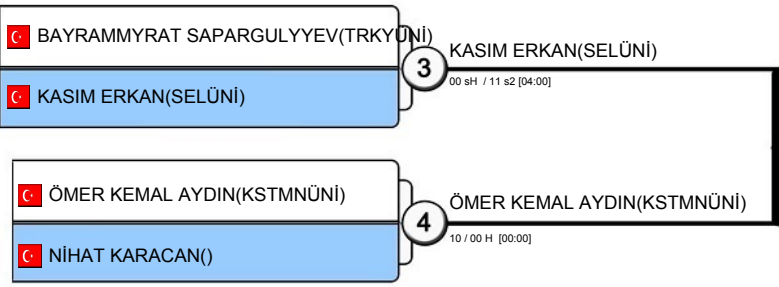 BAYRAMMYRAT SAPARGULYYEV(TRKYÜNİ)
KASIM ERKAN(SELÜNİ)
3
KASIM ERKAN(SELÜNİ)
00 sH / 11 s2 [04:00]
ÖMER KEMAL AYDIN(KSTMNÜNİ)
NİHAT KARACAN()
4
ÖMER KEMAL AYDIN(KSTMNÜNİ)
10 / 00 H [00:00]